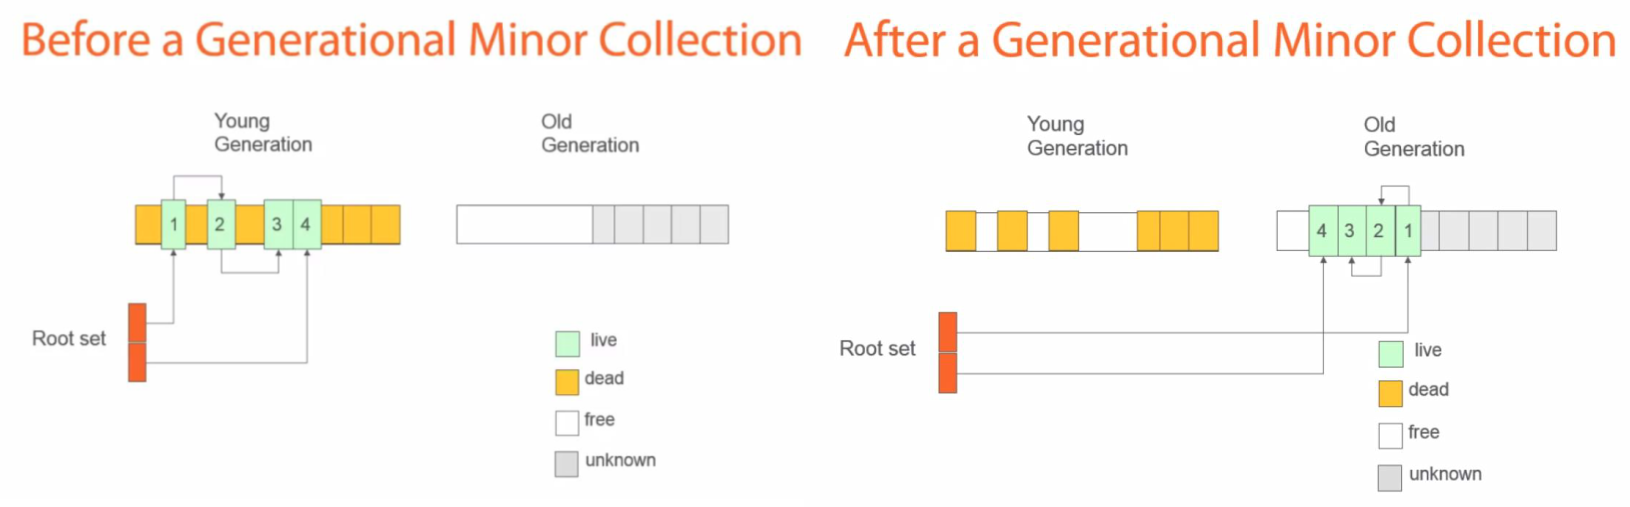 Before a Generational Minor Collection
Young
Generation
Old
Generation
1
2
3
4
Root set
live
dead
free
unknown
After a Generational Minor Collection
Young
Generation
Old
Generation
4
3
2
1
Root set
live
dead
free
unknown